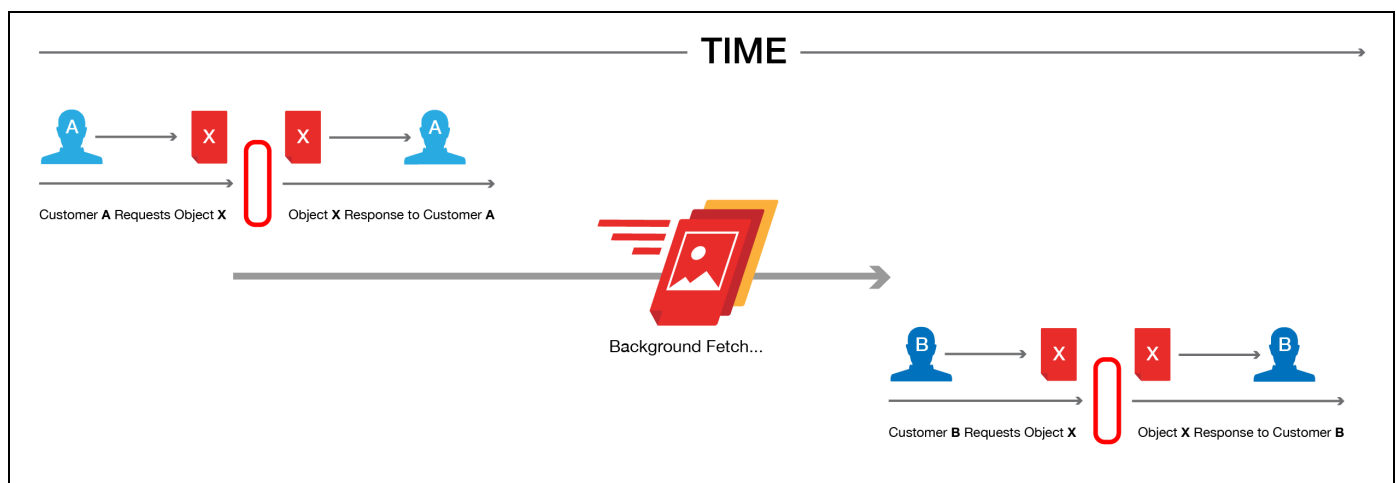 TIME
A
X
X
A
Customer A Requests Object X
Object X Response to Customer A
Background Fetch...
B
X
X
B
Customer B Requests Object X
Object X Response to Customer B